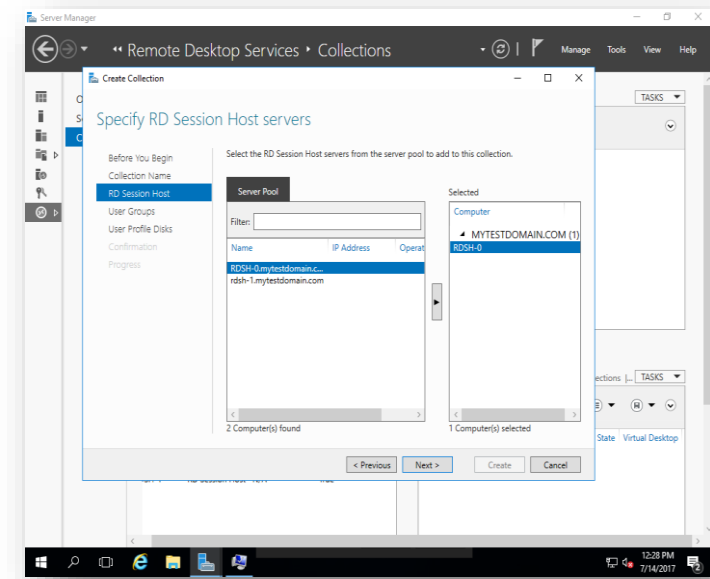 Server Manager
Remote Desktop Services
Collections
Manage Tools View Help
Create Collection
TASKS
Specify RD Session Host servers
Before You Begin
Collection Name
RD Session Host
User Groups
User Profile Disks
Confirmation
Progress
Select the RD Session Host servers from the server pool to add to this collection.
Server Pool
Filter:
Name IP Address Operat
RDSH-0.mytestdomain.c...
rdsh-1.mytestdomain.com
2 Computer(s) found
Selected
Computer
MYTESTDOMAIN.COM (1)
RDSH-0
1 Computer(s) selected
< Previous Next > Create Cancel
ections |... TASKS
State Virtual Desktop
12:28 PM
7/14/2017
2